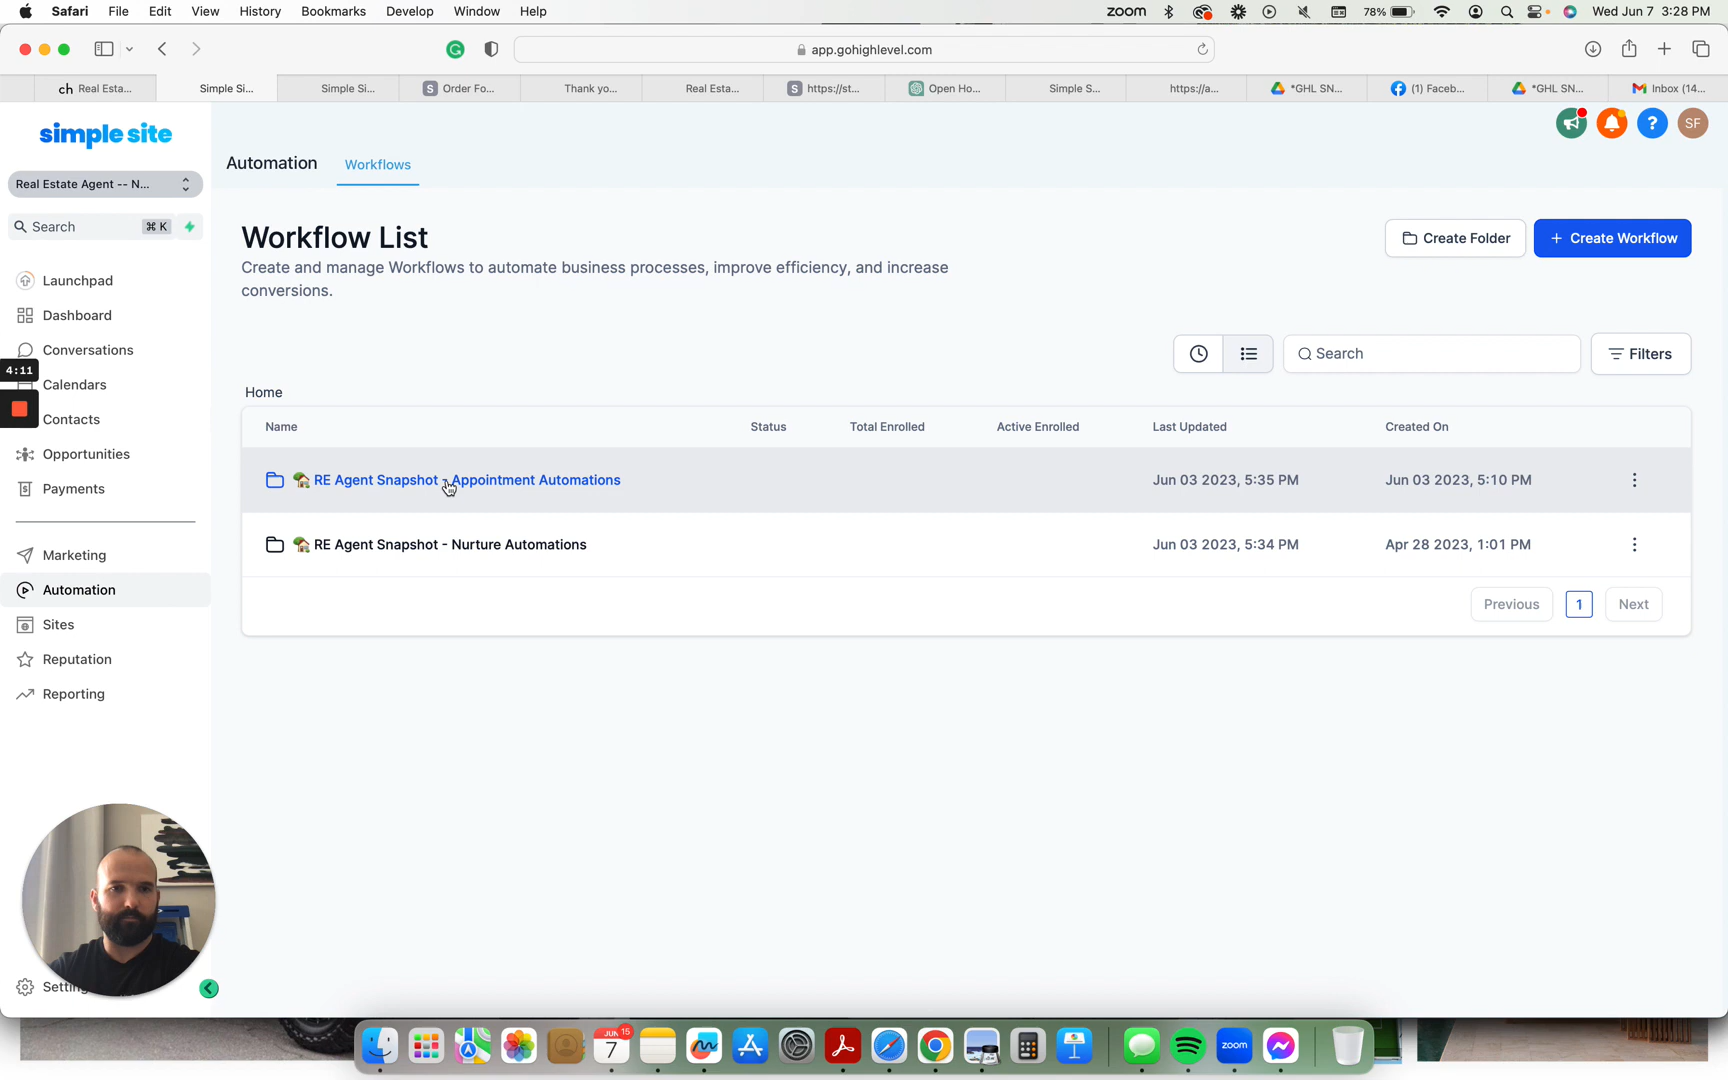 Safari File Edit View History Bookmarks Develop Window Help zoom 78% Wed Jun 7 3:28 PM
app.gohighlevel.com
ch Real Esta... Simple Si... Simple Si... S Order Fo... Thank yo... Real Esta... S https://st... Open Ho... Simple S... https://a... *GHL SN... (1) Faceb... *GHL SN... Inbox (14...
simple site
? SF
Automation Workflows
Real Estate Agent -- N...
Search ⌘ K
Workflow List
Create and manage Workflows to automate business processes, improve efficiency, and increase
conversions.
Create Folder
+ Create Workflow
Launchpad
Dashboard
Conversations
4:11
Calendars
Contacts
Opportunities
Payments
Marketing
Automation
Sites
Reputation
Reporting
Search
Filters
Home
Name Status Total Enrolled Active Enrolled Last Updated Created On
RE Agent Snapshot - Appointment Automations Jun 03 2023, 5:35 PM Jun 03 2023, 5:10 PM
RE Agent Snapshot - Nurture Automations Jun 03 2023, 5:34 PM Apr 28 2023, 1:01 PM
Previous 1 Next
JUN 15
7
zoom